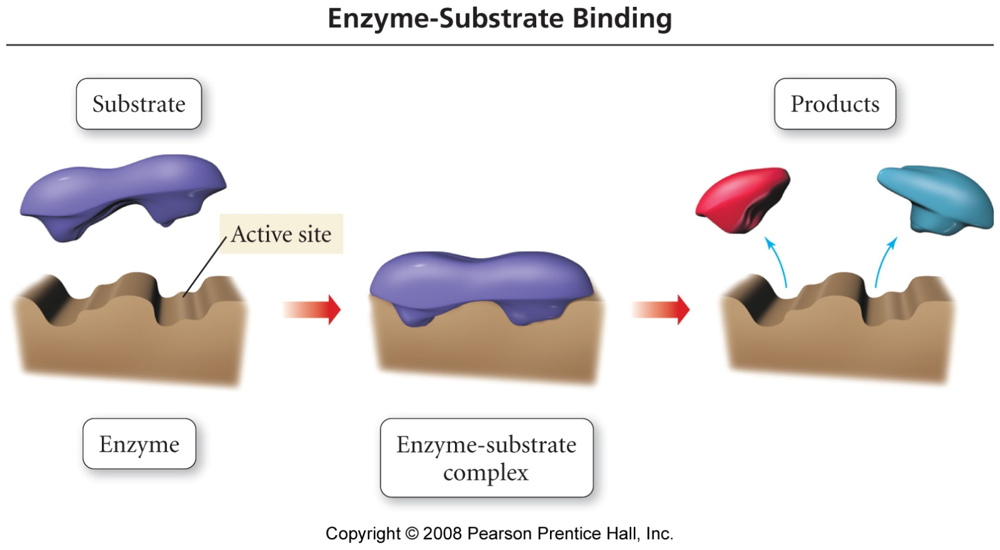 Enzyme-Substrate Binding
Substrate
Products
Active site
Enzyme
Enzyme-substrate
complex
Copyright © 2008 Pearson Prentice Hall, Inc.